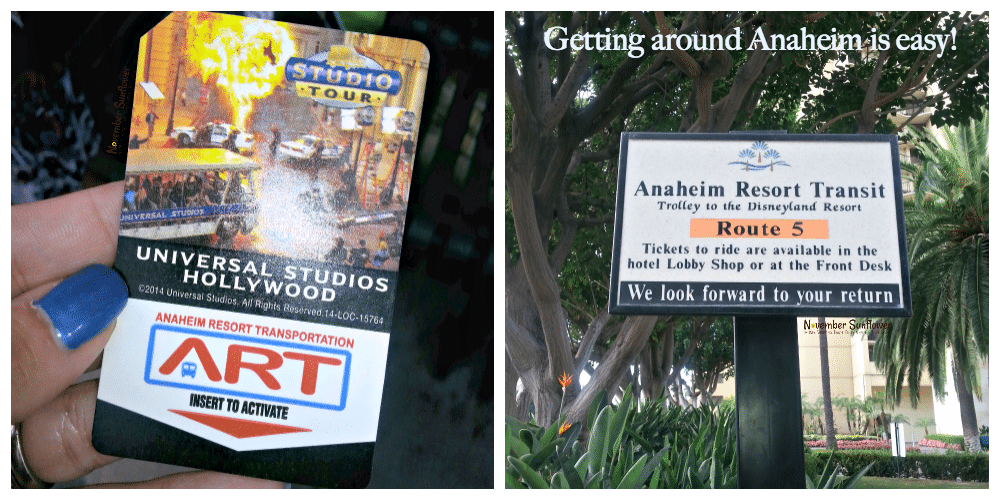 November Sunflower
STUDIO
TOUR
UNIVERSAL STUDIOS
UNIVERSAL STUDIOS
HOLLYWOOD
©2014 Universal Studios. All Rights Reserved.14-LOC-15764
ANAHEIM RESORT TRANSPORTATION
ART
INSERT TO ACTIVATE
Getting around Anaheim is easy!
Anaheim Resort Transit
Trolley to the Disneyland Resort
Route 5
Tickets to ride are available in the
hotel Lobby Shop or at the Front Desk
We look forward to your return
November Sunflower